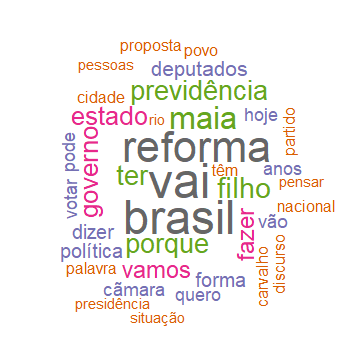 proposta
povo
pessoas
deputados
cidade
previdência
estado
maia
rio
hoje
partido
governo
votar
pode
reforma
ter
vai
têm
filho
anos
pensar
nacional
brasil
dizer
fazer
vão
política
porque
palavra
vamos
forma
carvalho
discurso
cãmara
quero
presidência
situação